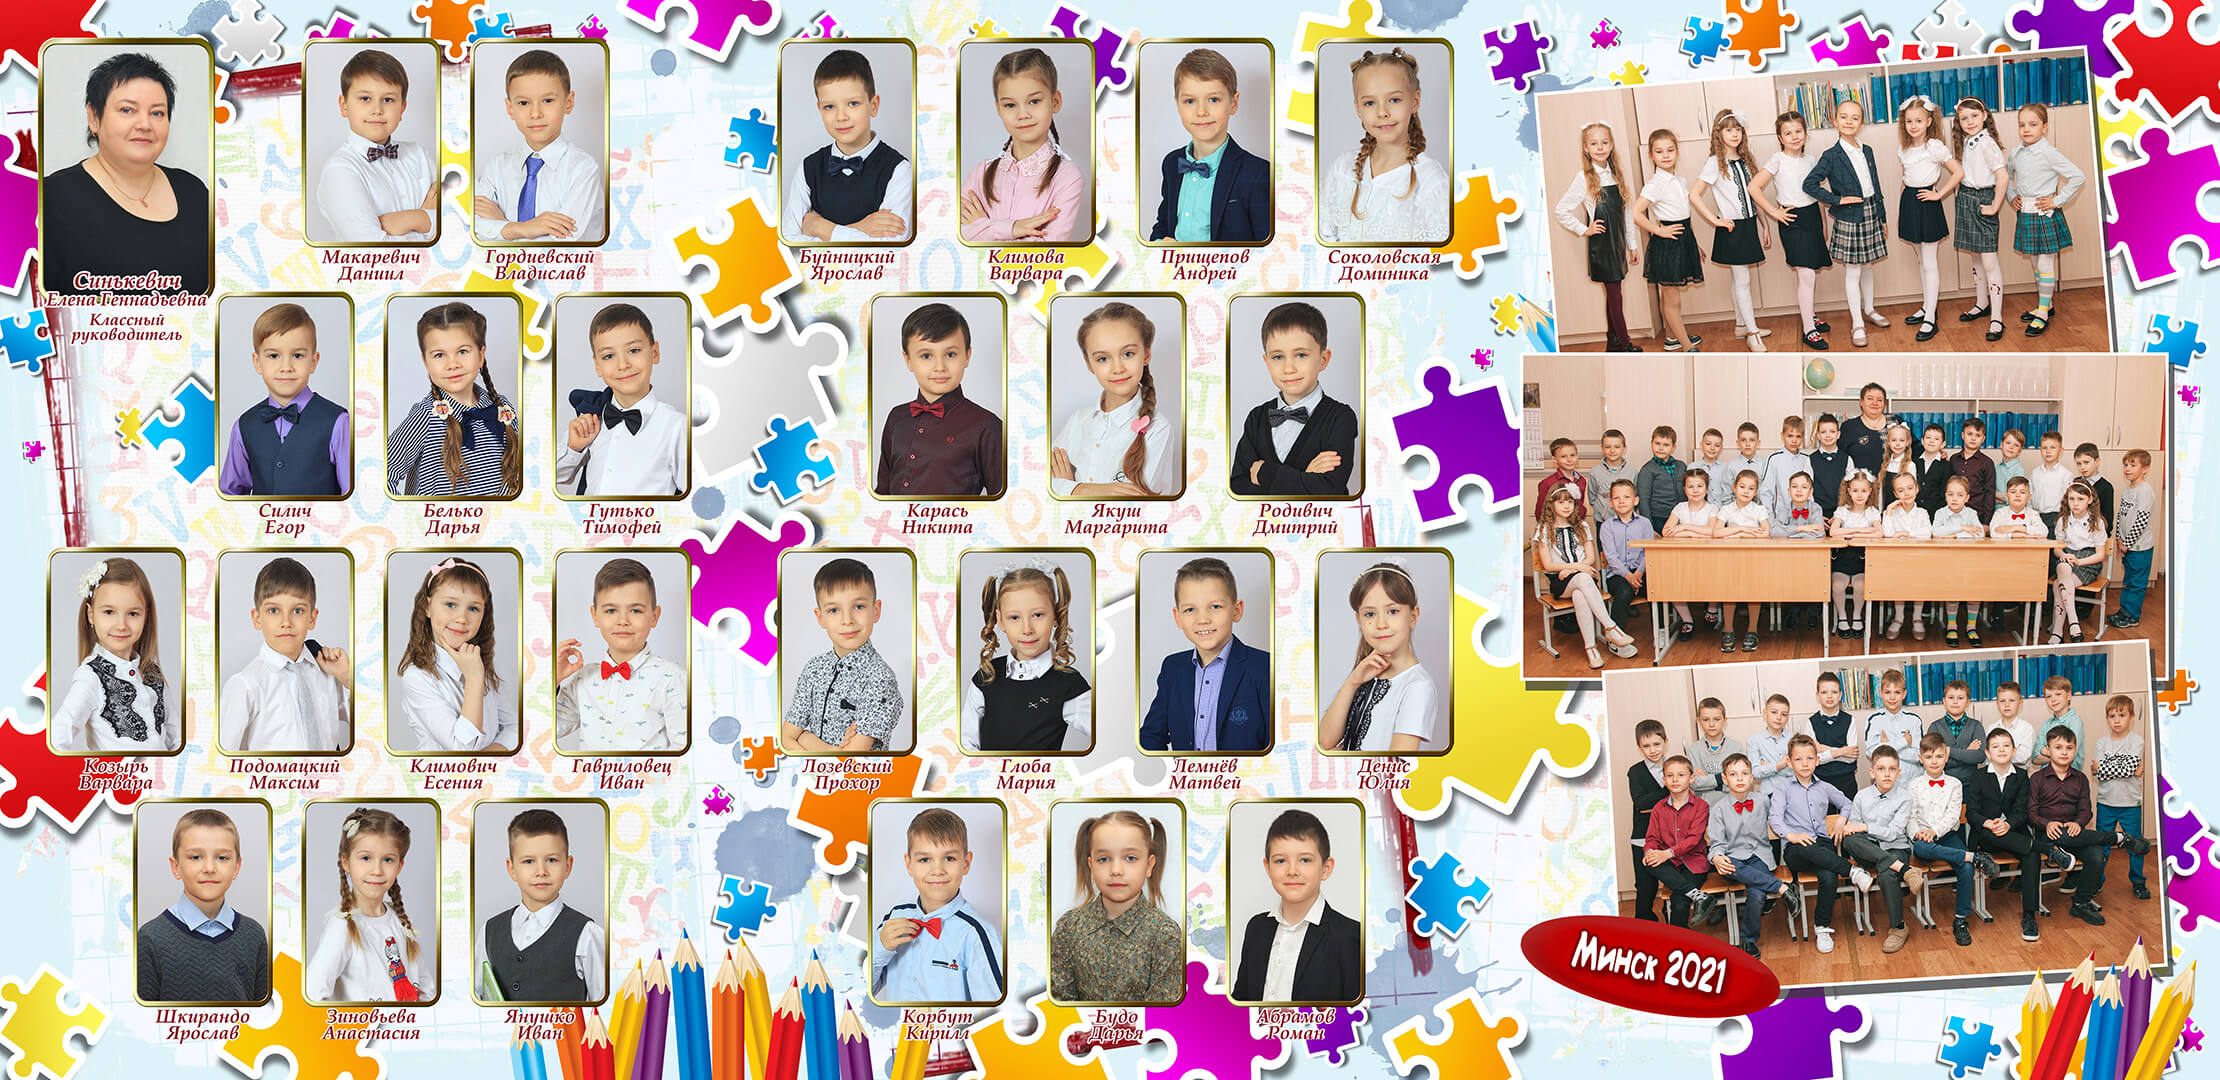 Синькевич
Елена Геннадьевна
Классный
руководитель
Макаревич
Даниил
Гордиевский
Владислав
Буйницкий
Ярослав
Климова
Варвара
Прищепов
Андрей
Соколовская
Доминика
Силич
Егор
Белько
Дарья
Гутько
Тимофей
Карась
Никита
Якуш
Маргарита
Родивич
Дмитрий
Козырь
Варвара
Подомацкий
Максим
Климович
Есения
Гавриловец
Иван
Лозевский
Прохор
Глоба
Мария
Лемнёв
Матвей
Денис
Юлия
Шкирандо
Ярослав
Зиновьева
Анастасия
Янушко
Иван
Корбут
Кирилл
Будо
Дарья
Абрамов
Роман
Минск 2021